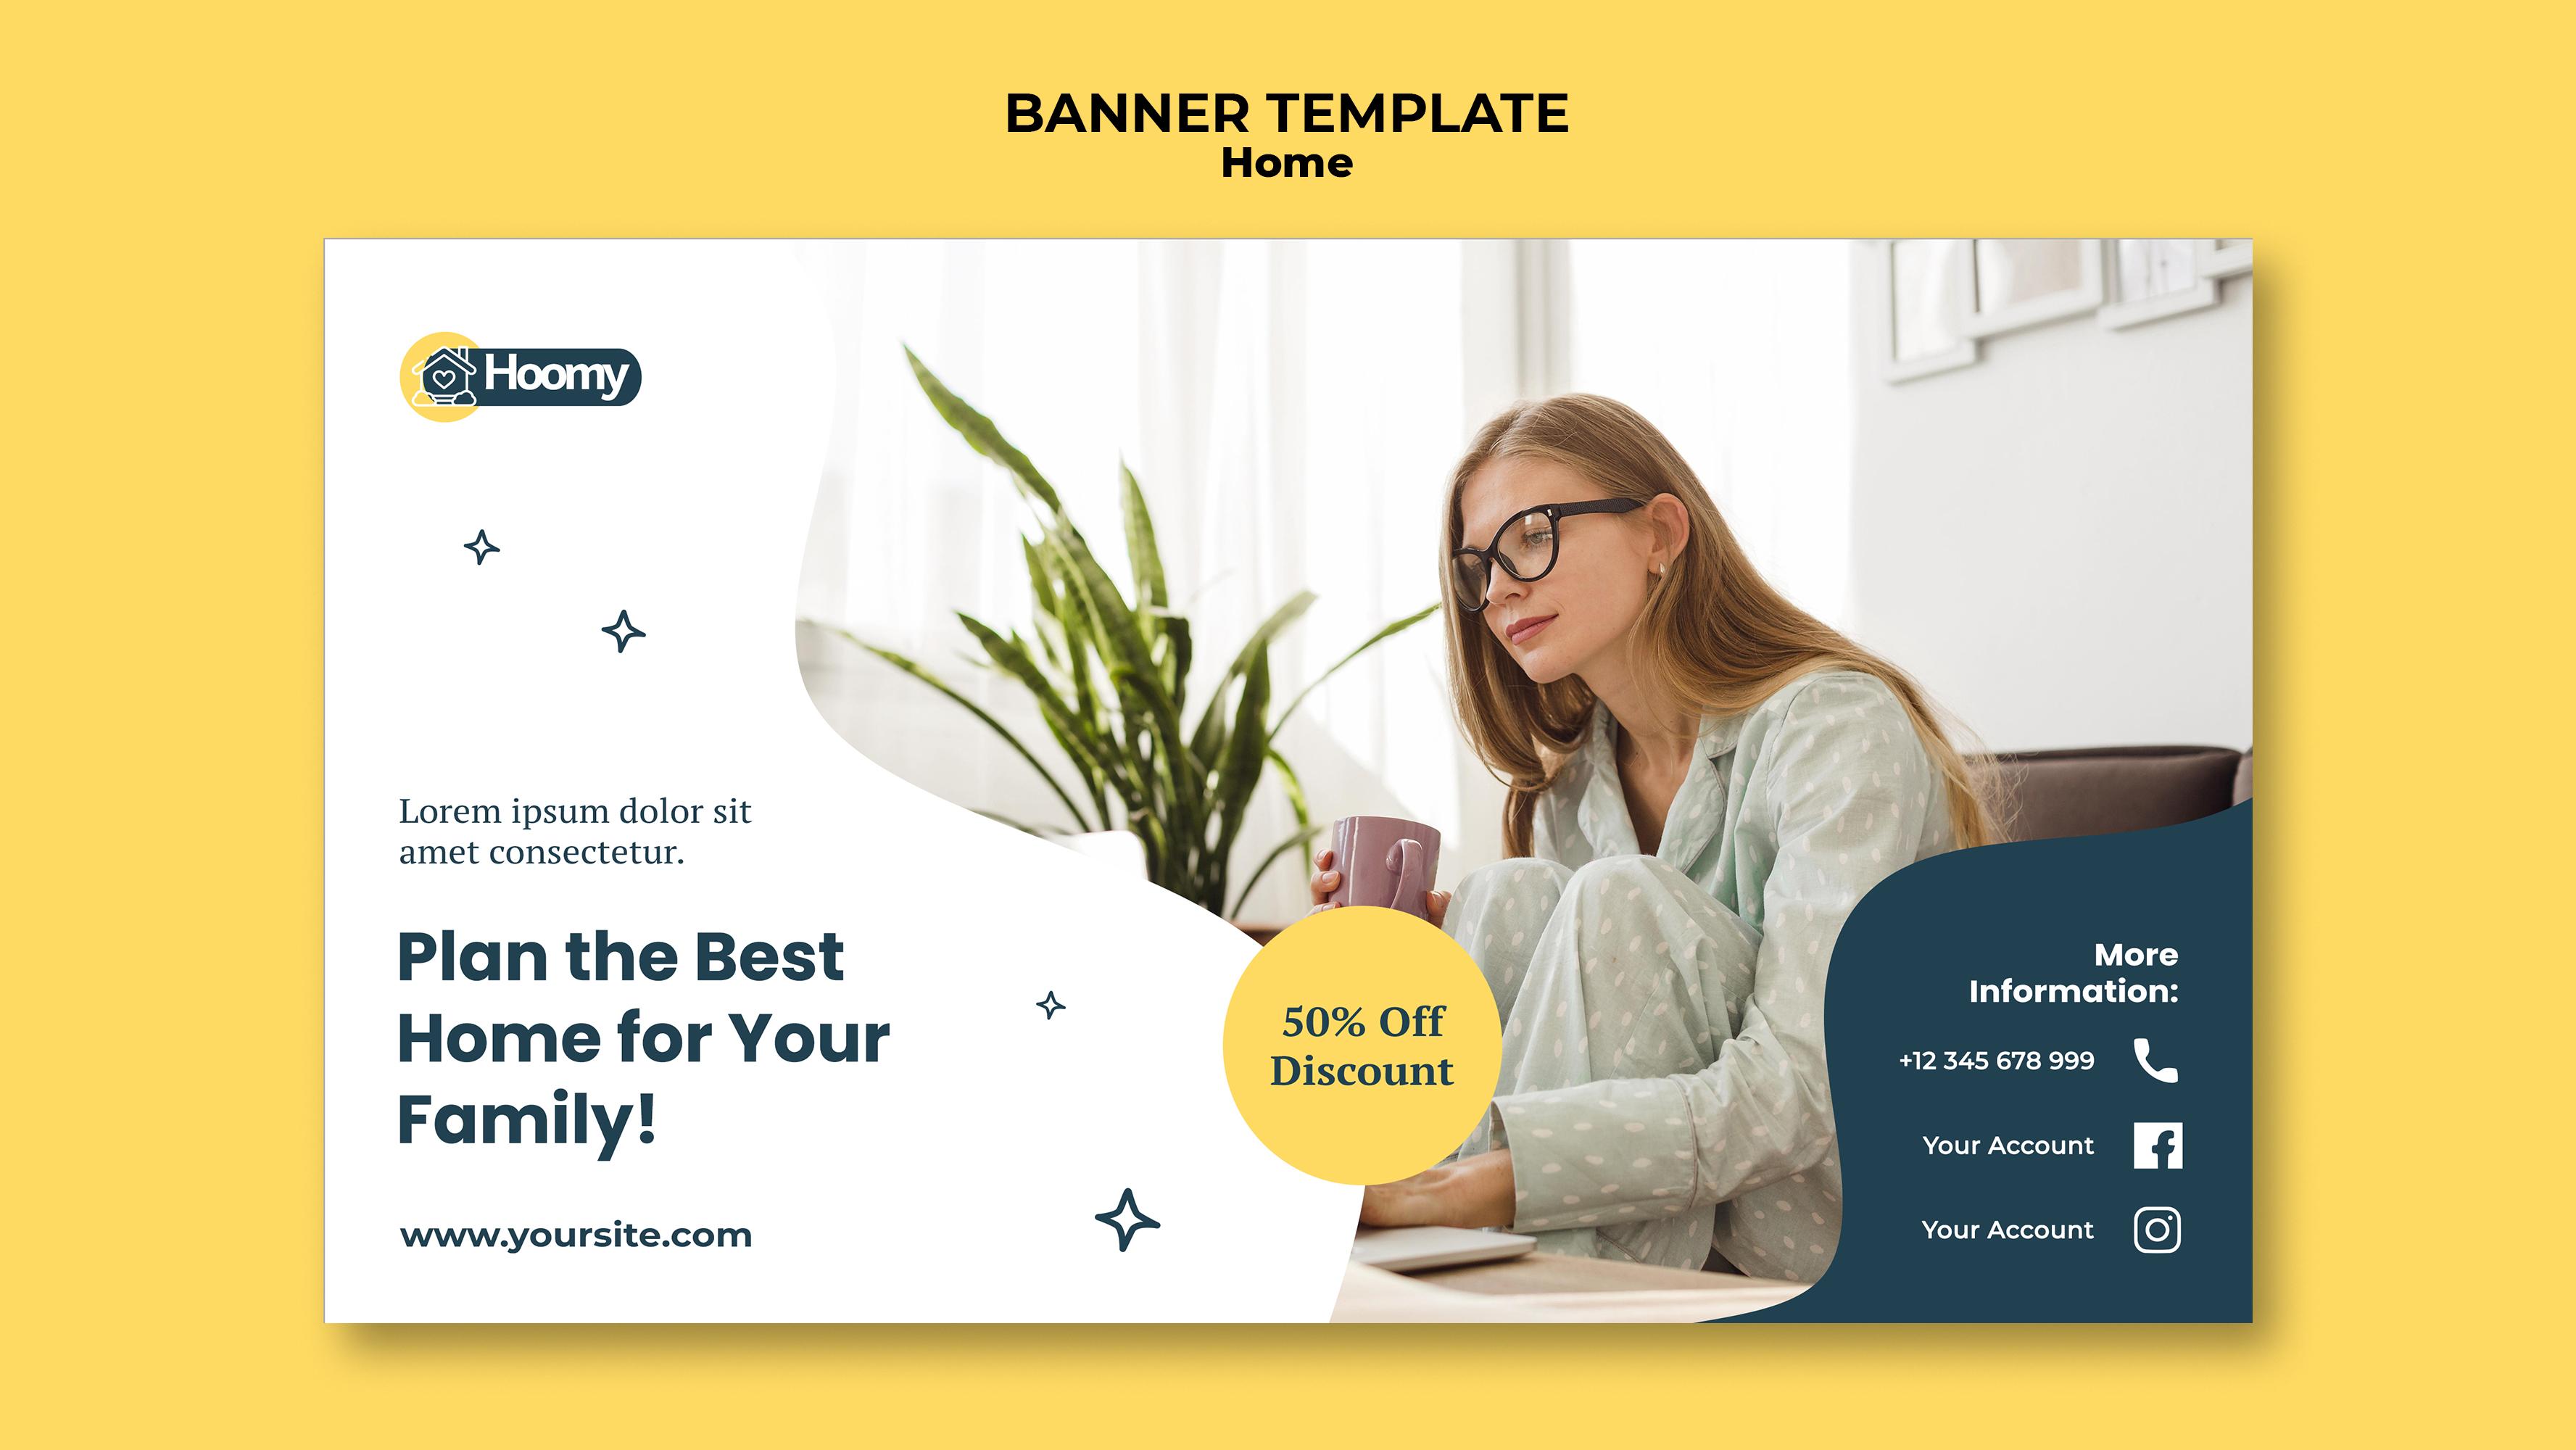 BANNER TEMPLATE
Home
Hoomy
Lorem ipsum dolor sit
amet consectetur.
Plan the Best
Home for Your
Family!
www.yoursite.com
50% Off
Discount
More
Information:
+12 345 678 999
Your Account
Your Account